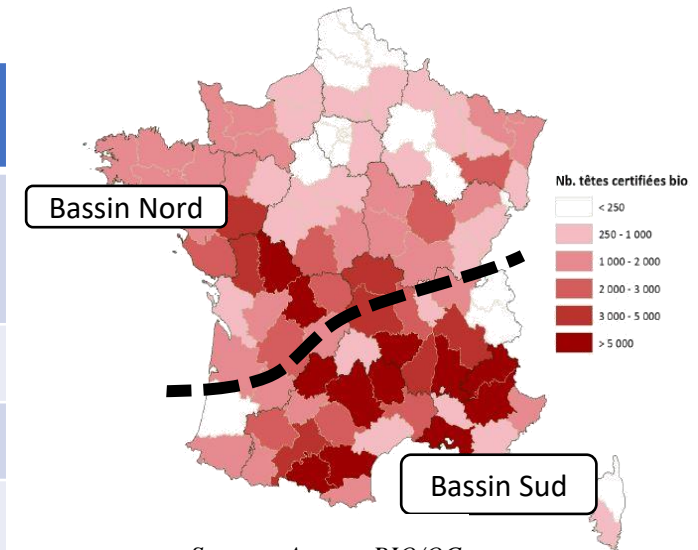 Bassin Nord
Nb. têtes certifiées bio
< 250
250 - 1 000
1 000 - 2 000
2 000 - 3 000
3 000 - 5 000
> 5 000
Bassin Sud